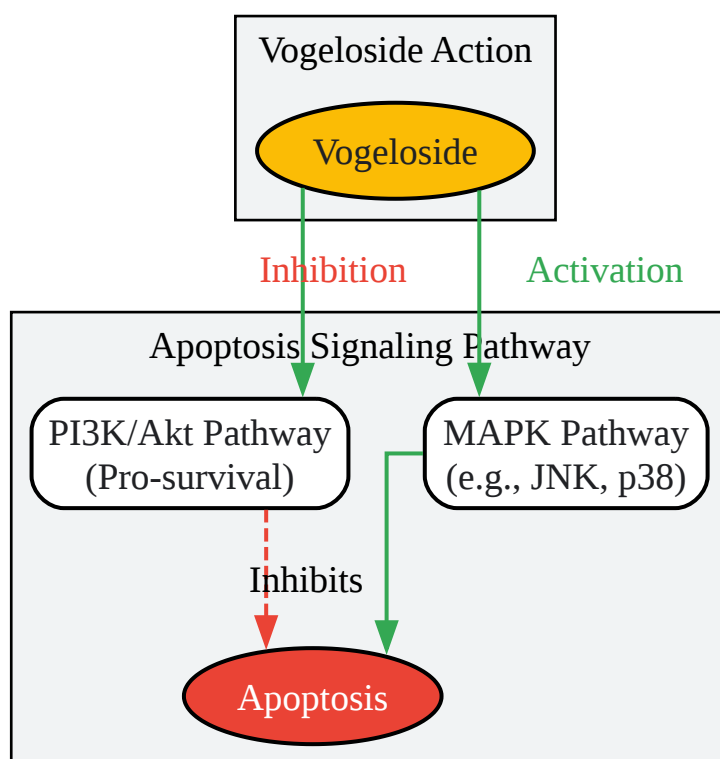 Vogeloside Action
Vogeloside
Inhibition
Activation
Apoptosis Signaling Pathway
PI3K/Akt Pathway
(Pro-survival)
MAPK Pathway
(e.g., JNK, p38)
Inhibits
Apoptosis